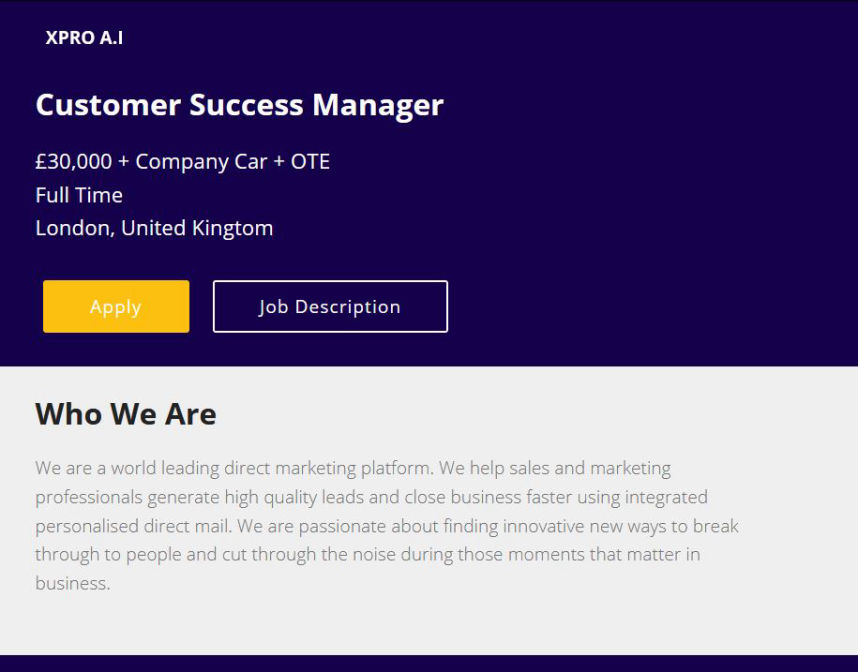 XPRO A.I
Customer Success Manager
£30,000 + Company Car + OTE
Full Time
London, United Kingtom
Apply
Job Description
Who We Are
We are a world leading direct marketing platform. We help sales and marketing
professionals generate high quality leads and close business faster using integrated
personalised direct mail. We are passionate about finding innovative new ways to break
through to people and cut through the noise during those moments that matter in
business.